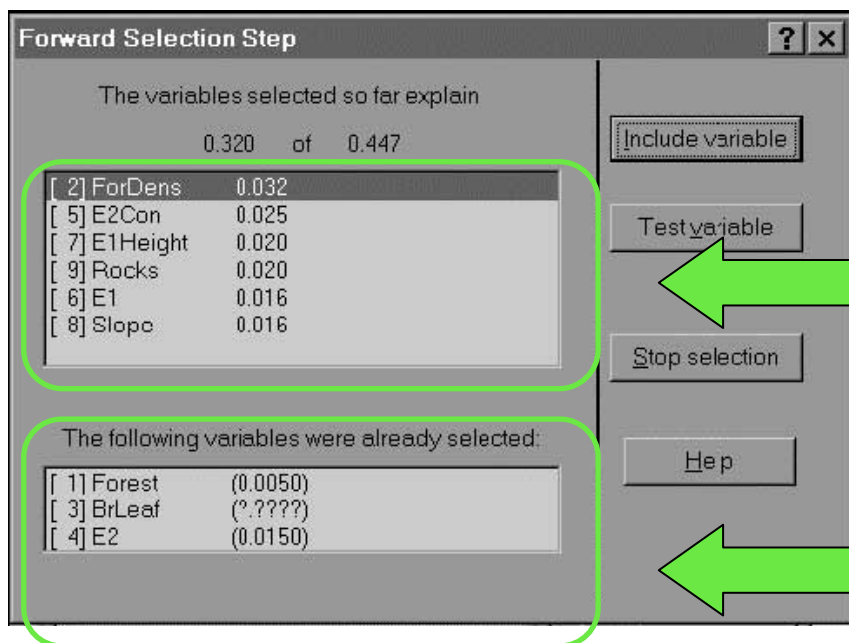 Forward Selection Step
? ×
The variables selected so far explain
0.320 of 0.447
[ 2] ForDens 0.032
[ 5] E2Con 0.025
[ 7] E1Height 0.020
[ 9] Rocks 0.020
[ 6] E1 0.016
[ 8] Slope 0.016
The following variables were already selected:
[ 1] Forest (0.0050)
[ 3] BrLeaf (?.????)
[ 4] E2 (0.0150)
Include variable
Test variable
Stop selection
Help